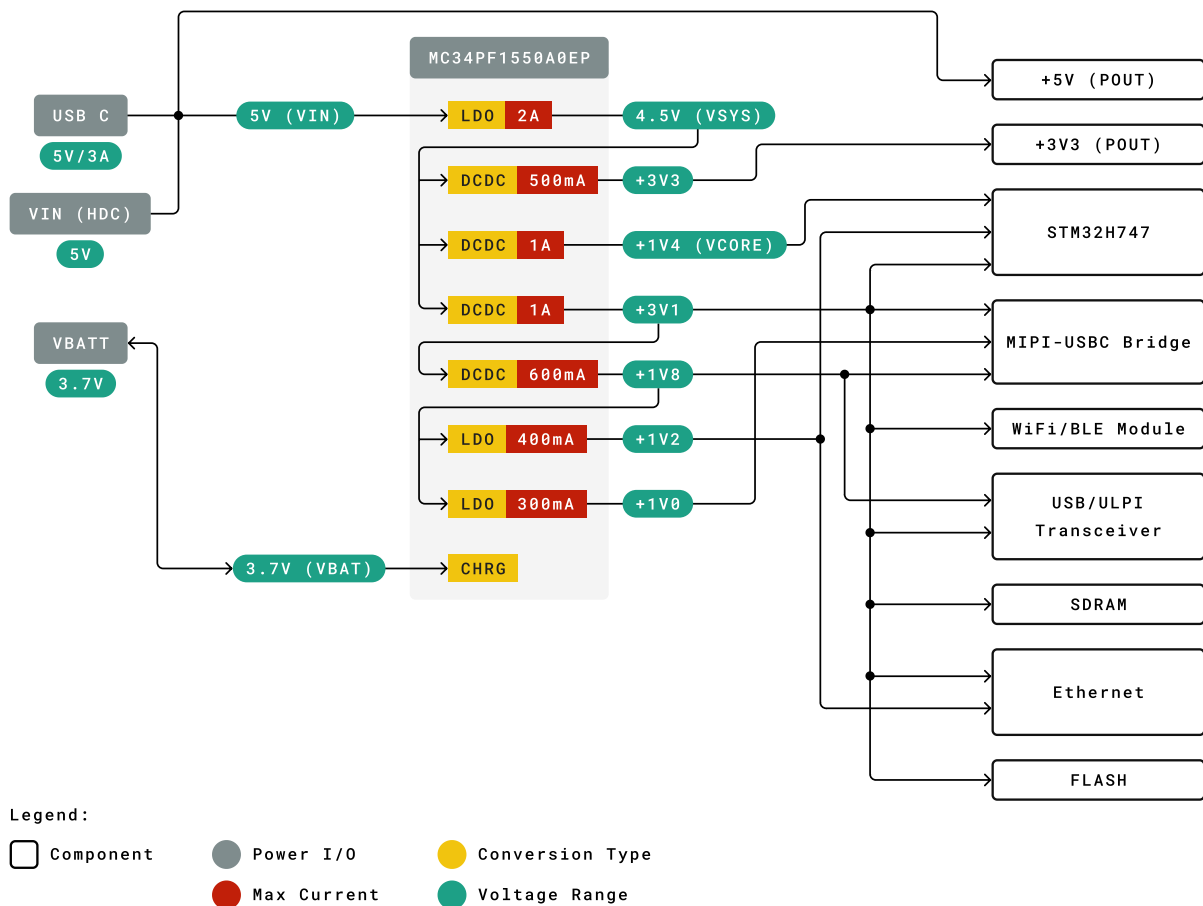 MC34PF1550A0EP
+5V (POUT)
USB C
5V (VIN)
LDO 2A
4.5V (VSYS)
5V/3A
+3V3 (POUT)
DCDC 500mA
+3V3
VIN (HDC)
5V
DCDC 1A
+1V4 (VCORE)
STM32H747
DCDC 1A
+3V1
VBATT
3.7V
MIPI-USBC Bridge
DCDC 600mA
+1V8
LDO 400mA
+1V2
WiFi/BLE Module
LDO 300mA
+1V0
USB/ULPI
Transceiver
3.7V (VBAT)
CHRG
SDRAM
Ethernet
FLASH
Legend:
Component
Power I/O
Conversion Type
Max Current
Voltage Range